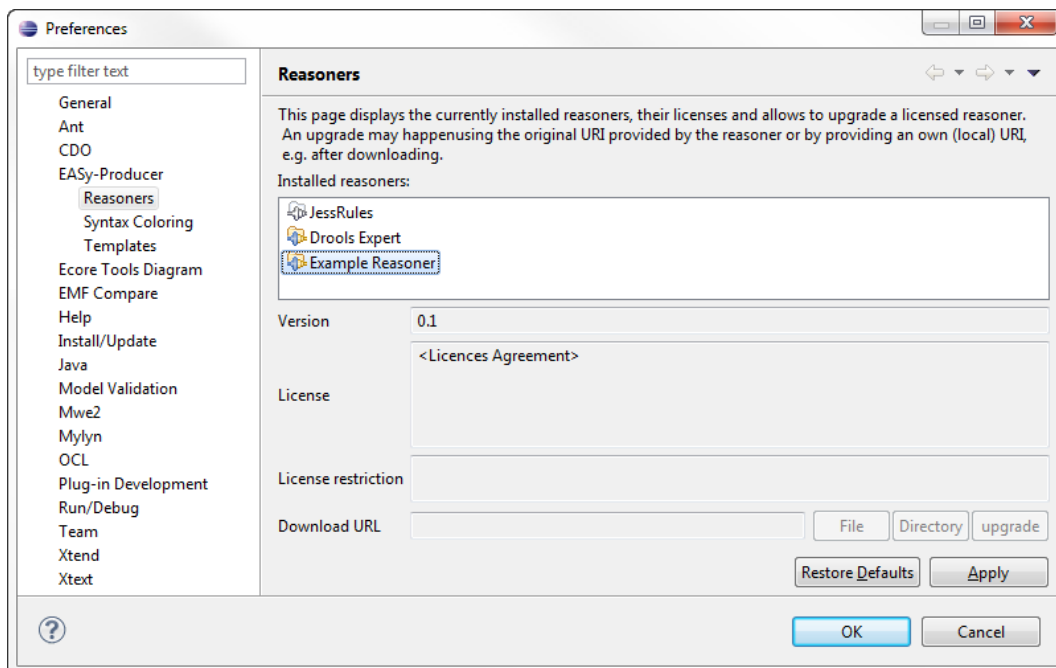 Preferences
type filter text
General
Ant
CDO
EASy-Producer
Reasoners
Syntax Coloring
Templates
Ecore Tools Diagram
EMF Compare
Help
Install/Update
Java
Model Validation
Mwe2
Mylyn
OCL
Plug-in Development
Run/Debug
Team
Xtend
Xtext
Reasoners
This page displays the currently installed reasoners, their licenses and allows to upgrade a licensed reasoner.
An upgrade may happenusing the original URI provided by the reasoner or by providing an own (local) URI,
e.g. after downloading.
Installed reasoners:
JessRules
Drools Expert
Example Reasoner
Version 0.1
<Licences Agreement>
License
License restriction
Download URL File Directory upgrade
Restore Defaults Apply
? OK Cancel